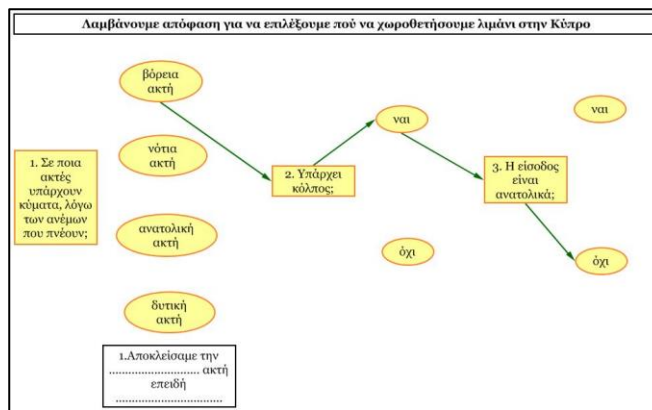 Λαμβάνουμε απόφαση για να επιλέξουμε πού να χωροθετήσουμε λιμάνι στην Κύπρο
1. Σε ποια
ακτές
υπάρχουν
κύματα, λόγω
των ανέμων
που πνέουν;
βόρεια
ακτή
νότια
ακτή
ανατολική
ακτή
δυτική
ακτή
1.Αποκλείσαμε την
........................... ακτή
επειδή
................................
2. Υπάρχει
κόλπος;
ναι
όχι
3. Η είσοδος
είναι
ανατολικά;
ναι
όχι